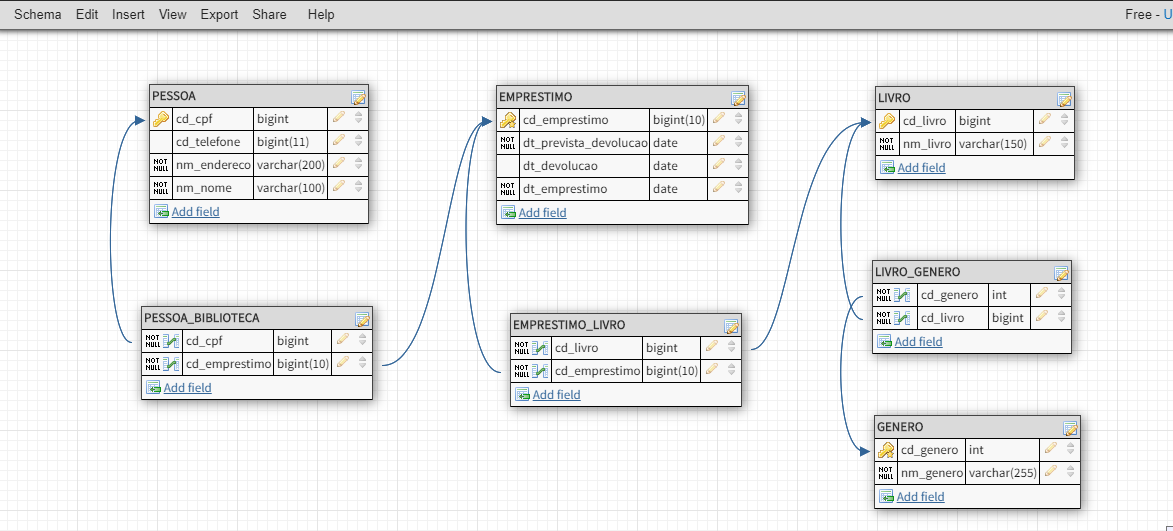 Schema Edit Insert View Export Share Help Free - U
PESSOA
cd_cpf bigint
cd_telefone bigint(11)
NOT NULL nm_endereco varchar(200)
NOT NULL nm_nome varchar(100)
Add field
EMPRESTIMO
cd_emprestimo bigint(10)
NOT NULL dt_prevista_devolucao date
dt_devolucao date
NOT NULL dt_emprestimo date
Add field
LIVRO
cd_livro bigint
NOT NULL nm_livro varchar(150)
Add field
LIVRO_GENERO
NOT NULL cd_genero int
NOT NULL cd_livro bigint
Add field
PESSOA_BIBLIOTECA
NOT NULL cd_cpf bigint
NOT NULL cd_emprestimo bigint(10)
Add field
EMPRESTIMO_LIVRO
NOT NULL cd_livro bigint
NOT NULL cd_emprestimo bigint(10)
Add field
GENERO
cd_genero int
NOT NULL nm_genero varchar(255)
Add field